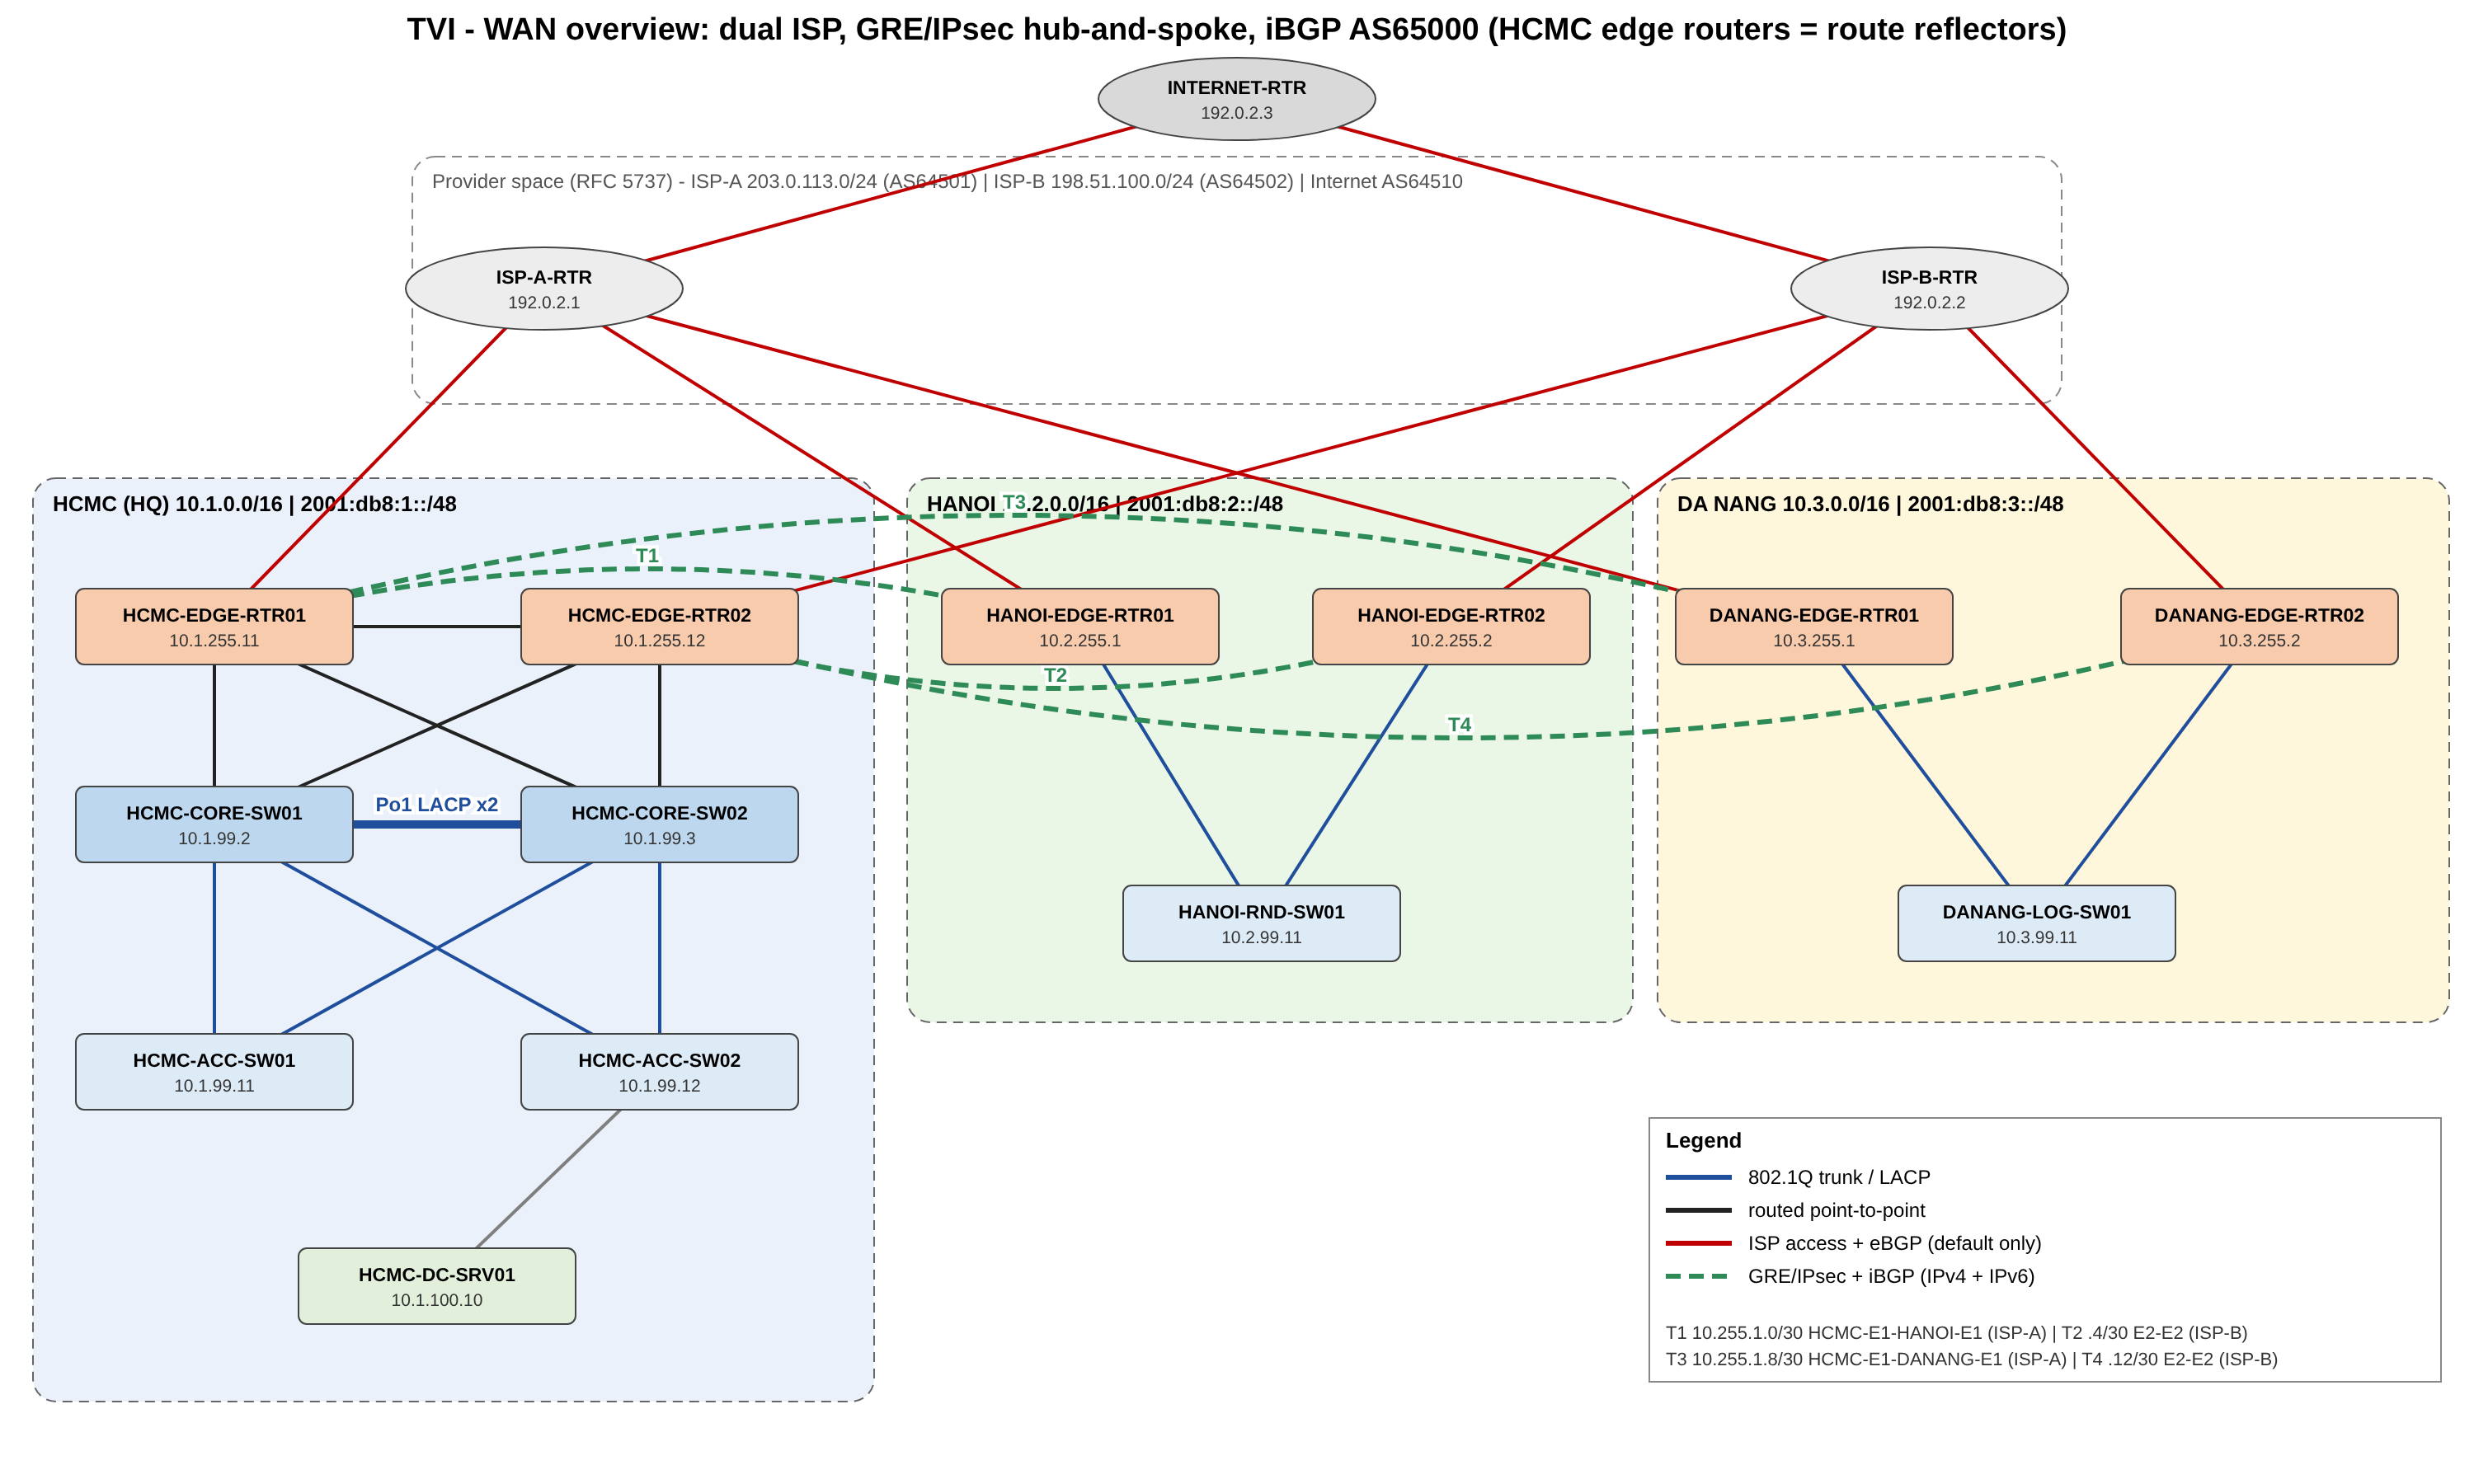 TVI - WAN overview: dual ISP, GRE/IPsec hub-and-spoke, iBGP AS65000 (HCMC edge routers = route reflectors)
INTERNET-RTR
192.0.2.3
Provider space (RFC 5737) - ISP-A 203.0.113.0/24 (AS64501) | ISP-B 198.51.100.0/24 (AS64502) | Internet AS64510
ISP-A-RTR
192.0.2.1
ISP-B-RTR
192.0.2.2
HCMC (HQ) 10.1.0.0/16 | 2001:db8:1::/48
HANOI .2.0.0/16 | 2001:db8:2::/48
T3
DA NANG 10.3.0.0/16 | 2001:db8:3::/48
T1
HCMC-EDGE-RTR01
10.1.255.11
HCMC-EDGE-RTR02
10.1.255.12
HANOI-EDGE-RTR01
10.2.255.1
HANOI-EDGE-RTR02
10.2.255.2
DANANG-EDGE-RTR01
10.3.255.1
DANANG-EDGE-RTR02
10.3.255.2
T2
T4
HCMC-CORE-SW01
10.1.99.2
Po1 LACP x2
HCMC-CORE-SW02
10.1.99.3
HANOI-RND-SW01
10.2.99.11
DANANG-LOG-SW01
10.3.99.11
HCMC-ACC-SW01
10.1.99.11
HCMC-ACC-SW02
10.1.99.12
HCMC-DC-SRV01
10.1.100.10
Legend
802.1Q trunk / LACP
routed point-to-point
ISP access + eBGP (default only)
GRE/IPsec + iBGP (IPv4 + IPv6)
T1 10.255.1.0/30 HCMC-E1-HANOI-E1 (ISP-A) | T2 .4/30 E2-E2 (ISP-B)
T3 10.255.1.8/30 HCMC-E1-DANANG-E1 (ISP-A) | T4 .12/30 E2-E2 (ISP-B)